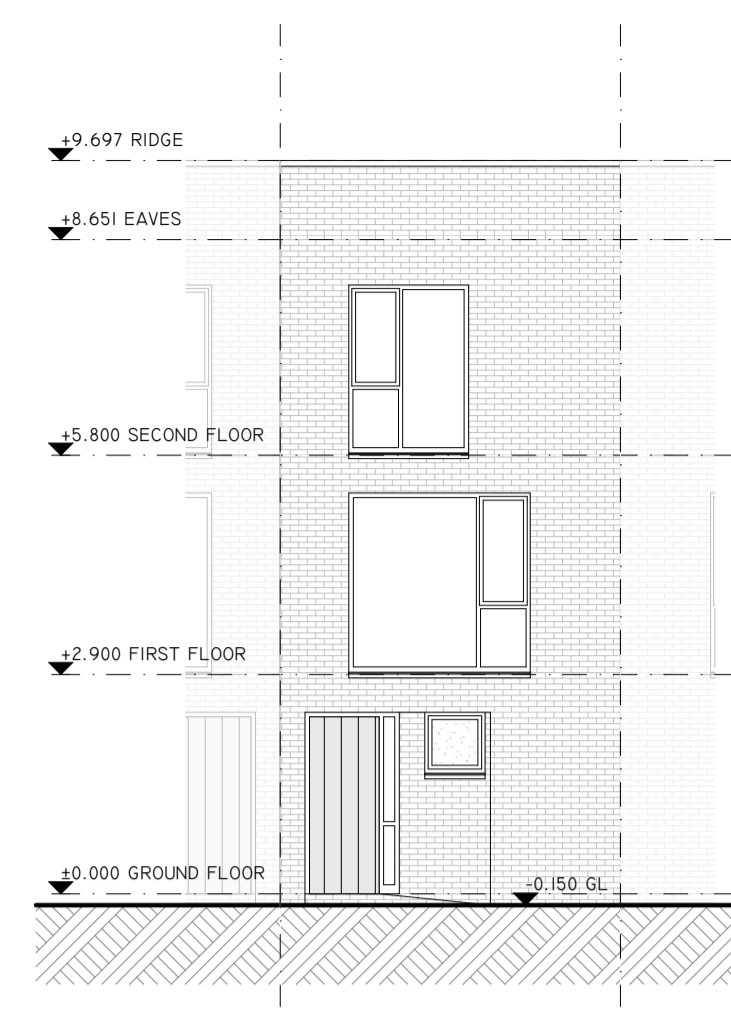 +9.697 RIDGE
+8.651 EAVES
+5.800 SECOND FLOOR
+2.900 FIRST FLOOR
±0.000 GROUND FLOOR
-0.150 GL